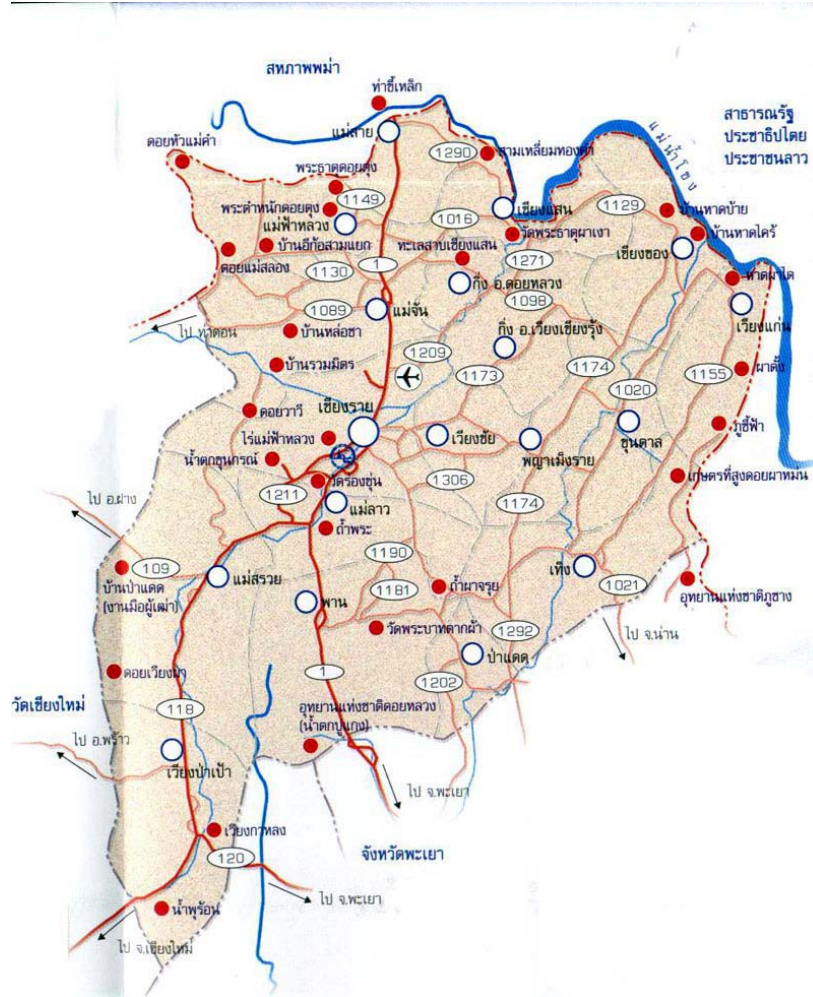 สหภาพพม่า
ท่าขี้เหล็ก
สาธารณรัฐ
ประชาธิปไตย
ประชาชนลาว
แม่น้ำโขง
แม่สาย
1290
สามเหลี่ยมทองคำ
ดอยหัวแม่คำ
พระธาตุดอยตุง
1149
พระตำหนักดอยตุง
แม่ฟ้าหลวง
1016
เชียงแสน
1129
บ้านหาดบ้าย
บ้านหาดไคร้
วัดพระธาตุผาเงา
บ้านอีก้อสามแยก
ทะเลสาบเชียงแสน
เชียงของ
ดอยแม่สลอง
1130
1
1271
หาดผาได
กิ่ง อ.ดอยหลวง
1098
1089
แม่จัน
เวียงแก่น
ไป ท่าตอน
บ้านหล่อชา
กิ่ง อ.เวียงเชียงรุ้ง
1209
บ้านรวมมิตร
1173
1174
1020
1155
ผาตั้ง
เชียงราย
ดอยวาวี
ไร่แม่ฟ้าหลวง
เวียงชัย
พญาเม็งราย
ขุนตาล
ภูชี้ฟ้า
น้ำตกขุนกรณ์
วัดร่องขุ่น
1306
เกษตรที่สูงดอยผาหม่น
1211
แม่ลาว
1174
ไป อ.ฝาง
ถ้ำพระ
1190
109
แม่สรวย
เทิง
1021
บ้านป่าแดด
(งานมือผู้เฒ่า)
พาน
1181
ถ้ำผาจรุย
อุทยานแห่งชาติภูซาง
วัดพระบาทตากผ้า
1292
ไป จ.น่าน
ป่าแดด
ดอยเวียงผา
1
1202
วัดเชียงใหม่
118
อุทยานแห่งชาติดอยหลวง
(น้ำตกปูแกง)
ไป อ.พร้าว
เวียงป่าเป้า
ไป จ.พะเยา
เวียงกาหลง
120
จังหวัดพะเยา
ไป จ.พะเยา
น้ำพุร้อน
ไป จ.เชียงใหม่